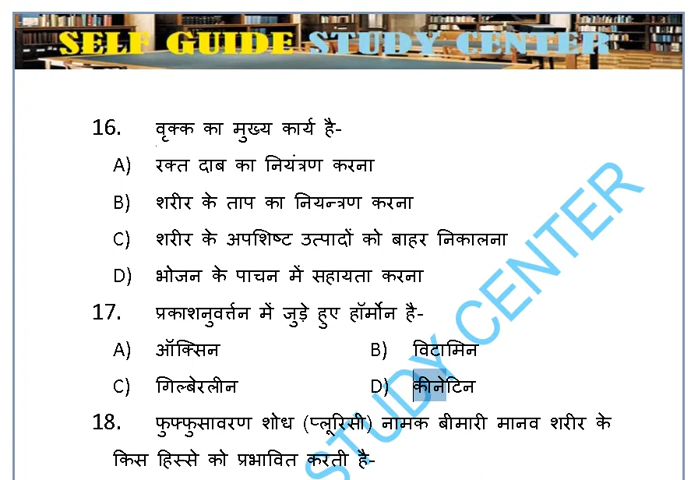 SELF GUIDE STUDY CENTER
16. वृक्क का मुख्य कार्य है-
A) रक्त दाब का नियंत्रण करना
B) शरीर के ताप का नियन्त्रण करना
C) शरीर के अपशिष्ट उत्पादों को बाहर निकालना
D) भोजन के पाचन में सहायता करना
17. प्रकाशनुवर्त्तन में जुड़े हुए हॉर्मोन है-
A) ऑक्सिन B) विटामिन
C) गिल्बेरलीन D) कीनेटिन
18. फुफ्फुसावरण शोध (प्लूरिसी) नामक बीमारी मानव शरीर के
किस हिस्से को प्रभावित करती है-
STUDY CENTER